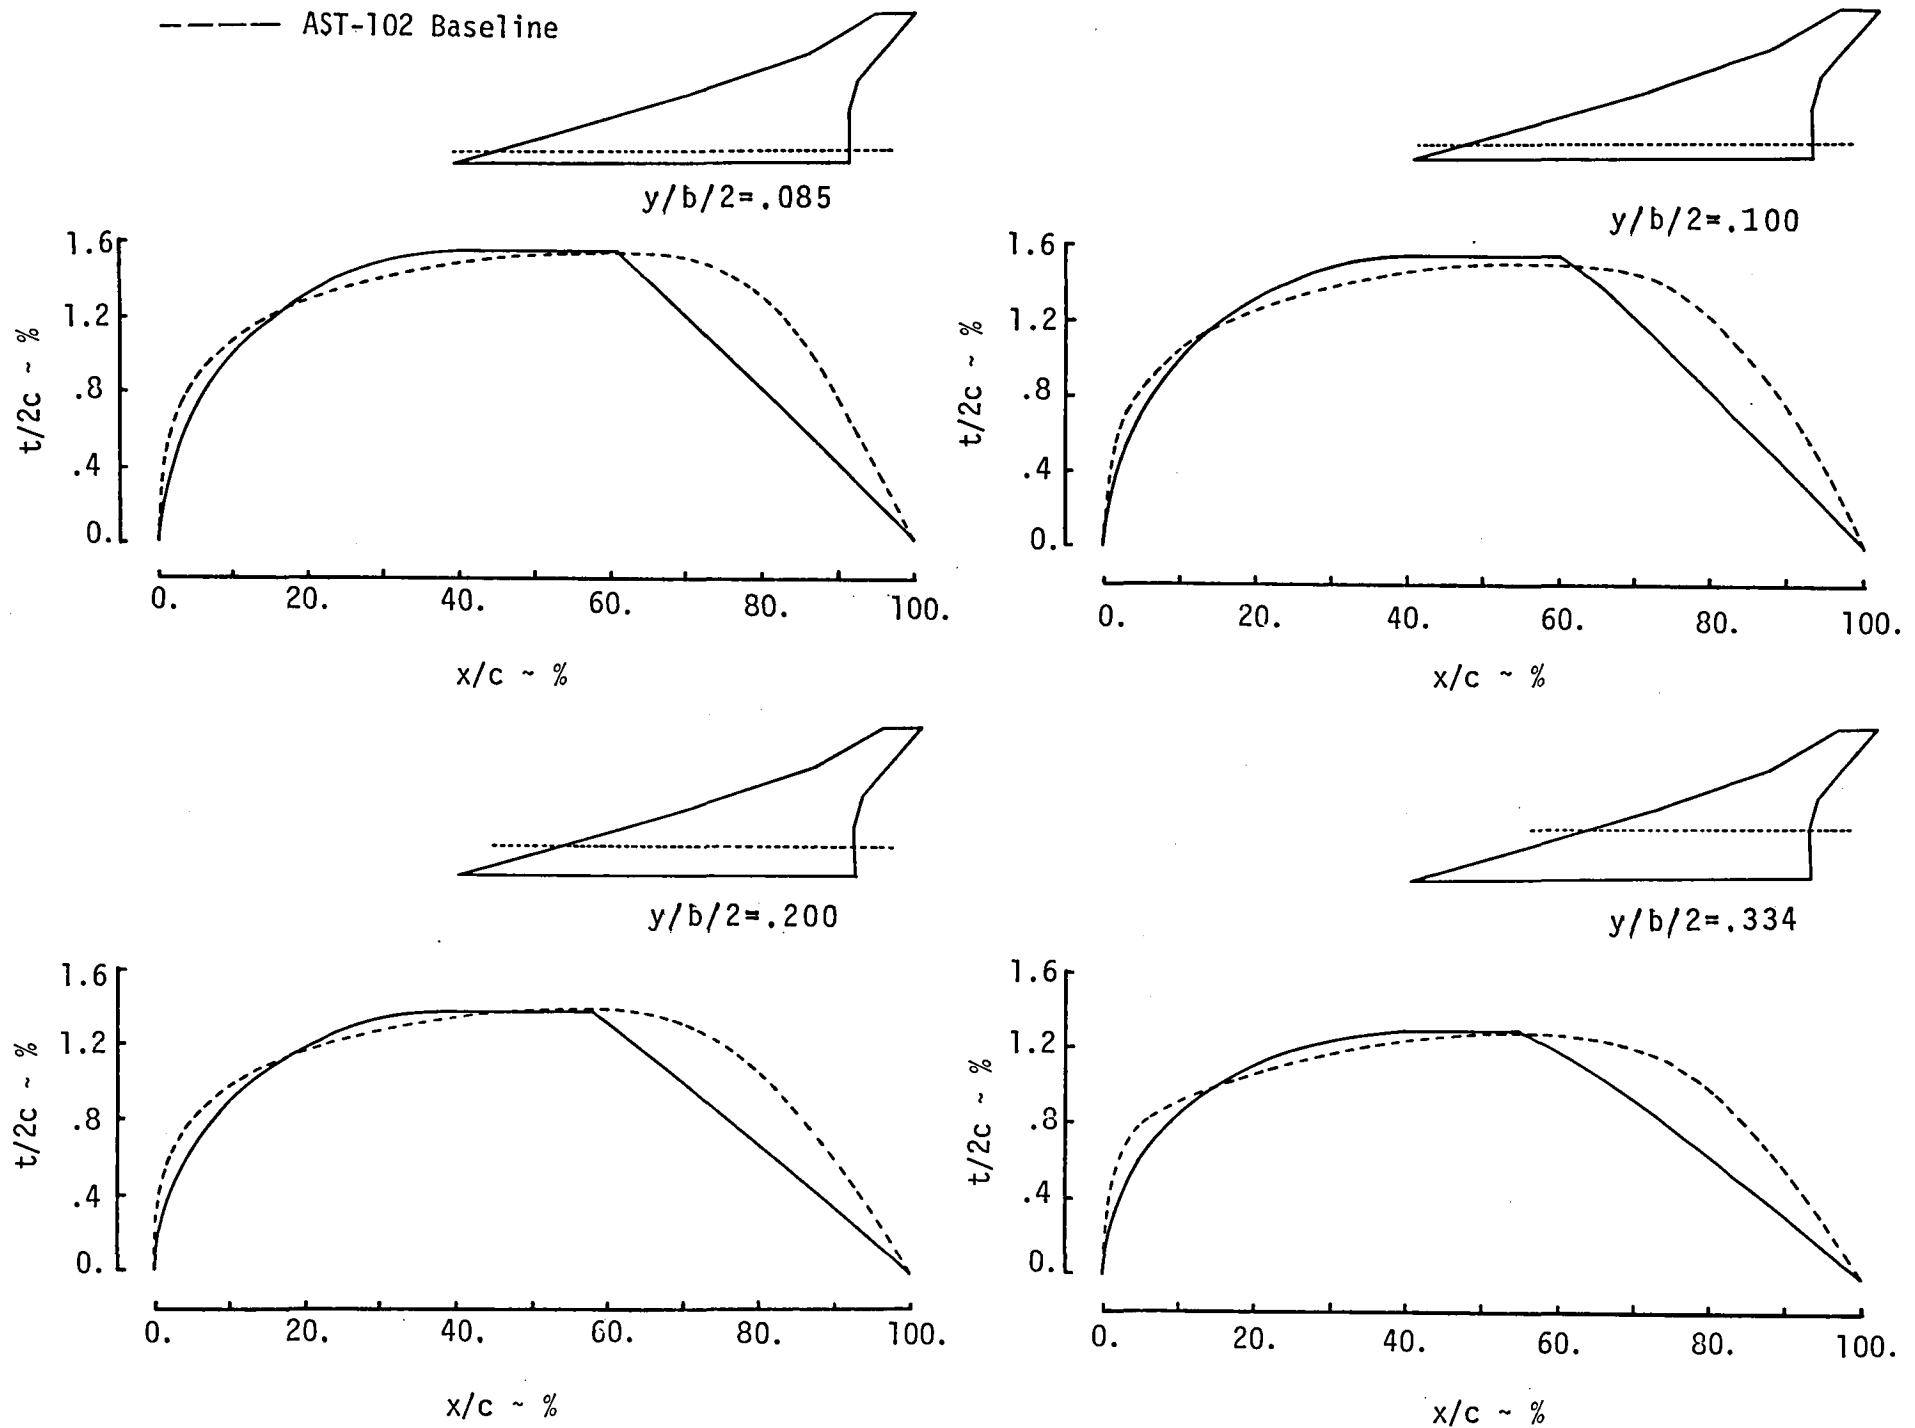 AST-102 Baseline
y/b/2=.085
1.6
1.2
.8
.4
0.
t/2c ~ %
0. 20. 40. 60. 80. 100.
x/c ~ %
y/b/2=.100
1.6
1.2
.8
.4
0.
t/2c ~ %
0. 20. 40. 60. 80. 100.
x/c ~ %
y/b/2=.200
1.6
1.2
.8
.4
0.
t/2c ~ %
0. 20. 40. 60. 80. 100.
x/c ~ %
y/b/2=.334
1.6
1.2
.8
.4
0.
t/2c ~ %
0. 20. 40. 60. 80. 100.
x/c ~ %